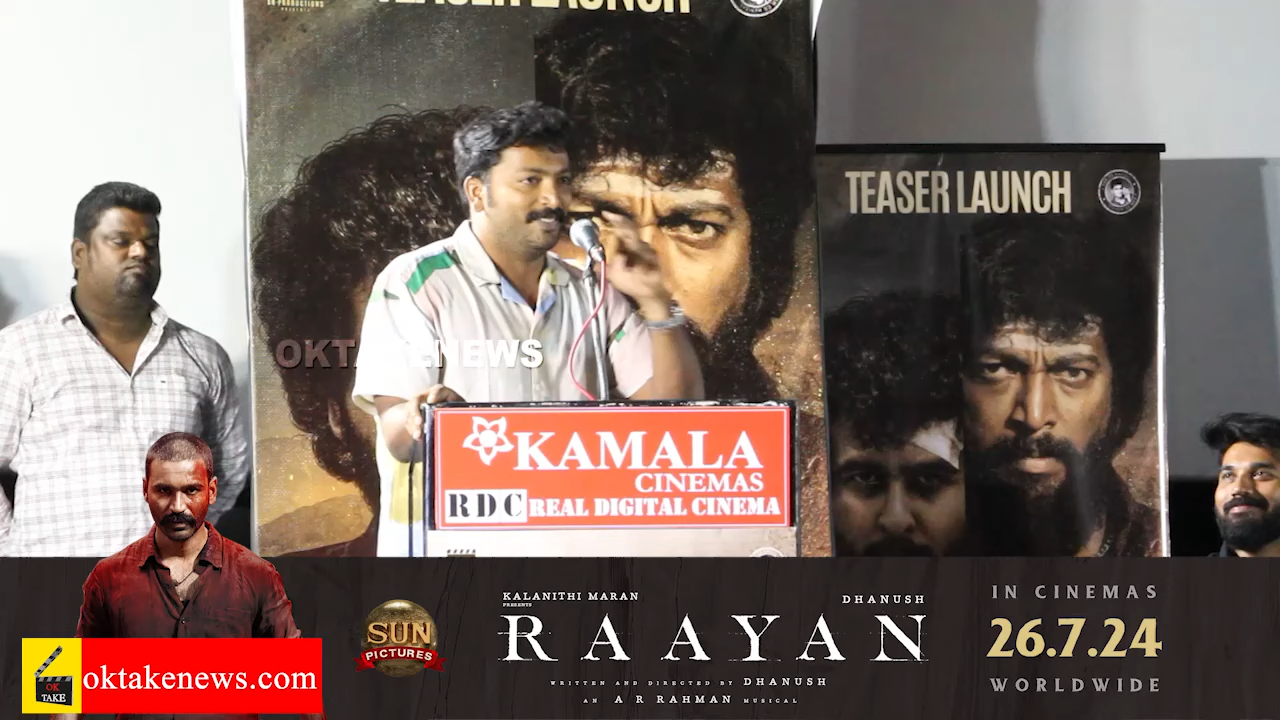 TEASER LAUNCH
TEASER LAUNCH
OKTAKENEWS
KAMALA
CINEMAS
RDC REAL DIGITAL CINEMA
KALANITHI MARAN
PRESENTS
DHANUSH
SUN
PICTURES
RAAYAN
WRITTEN AND DIRECTED BY DHANUSH
AN A R RAHMAN MUSICAL
IN CINEMAS
26.7.24
WORLDWIDE
OK
TAKE
oktakenews.com